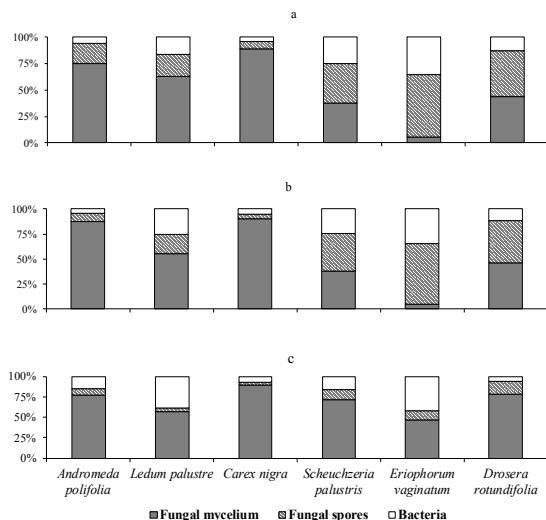 a
100%
75%
50%
25%
0%
b
100%
75%
50%
25%
0%
c
100%
75%
50%
25%
0%
Andromeda polifolia
Ledum palustre
Carex nigra
Scheuchzeria palustris
Eriophorum vaginatum
Drosera rotundifolia
Fungal mycelium Fungal spores Bacteria